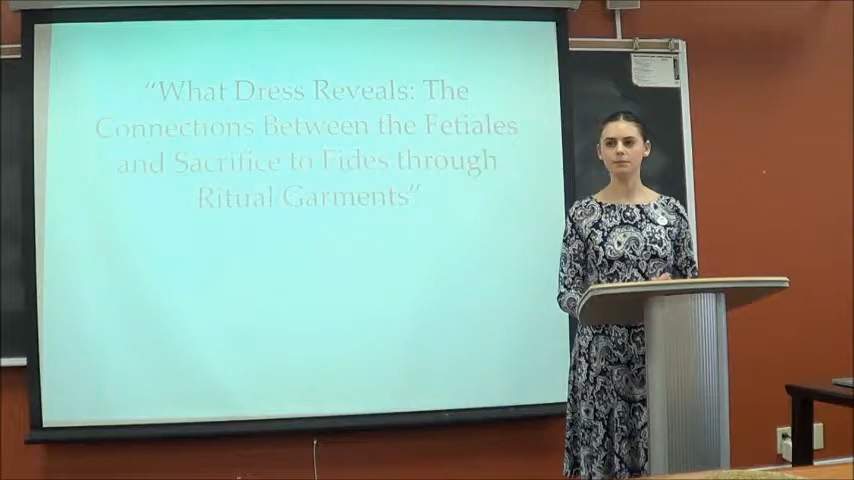 “What Dress Reveals: The
Connections Between the Fetiales
and Sacrifice to Fides through
Ritual Garments”